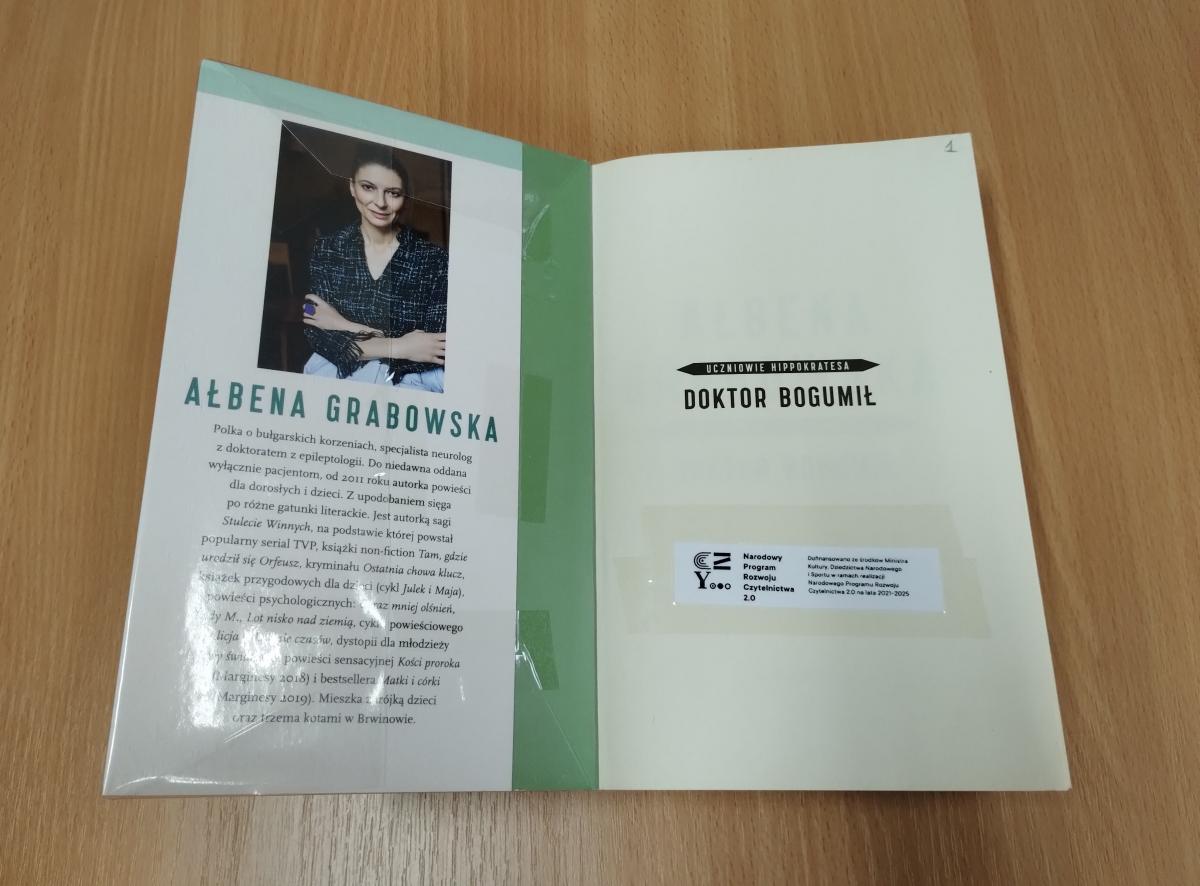 AŁBENA GRABOWSKA
Polka o bułgarskich korzeniach, specjalista neurolog
z doktoratem z epileptologii. Do niedawna oddana
wyłącznie pacjentom, od 2011 roku autorka powieści
dla dorosłych i dzieci. Z upodobaniem sięga
po różne gatunki literackie. Jest autorką sagi
Stulecie Winnych, na podstawie której powstał
popularny serial TVP, książki non-fiction Tam, gdzie
urodził się Orfeusz, kryminału Ostatnia chowa klucz,
książek przygodowych dla dzieci (cykl Julek i Maja),
powieści psychologicznych: mniej olśnień,
M., Lot nisko nad ziemią, powieściowego
czasów, dystopii dla młodzieży
powieści sensacyjnej Kości proroka
(Marginesy 2018) i bestsellera Matki i córki
(Marginesy 2019). Mieszka z trójką dzieci
oraz trzema kotami w Brwinowie.
1
UCZNIOWIE HIPPOKRATESA
DOKTOR BOGUMIŁ
Narodowy
Program
Rozwoju
Czytelnictwa
2.0
Dofinansowano ze środków Ministra
Kultury, Dziedzictwa Narodowego
i Sportu w ramach realizacji
Narodowego Programu Rozwoju
Czytelnictwa 2.0 na lata 2021-2025